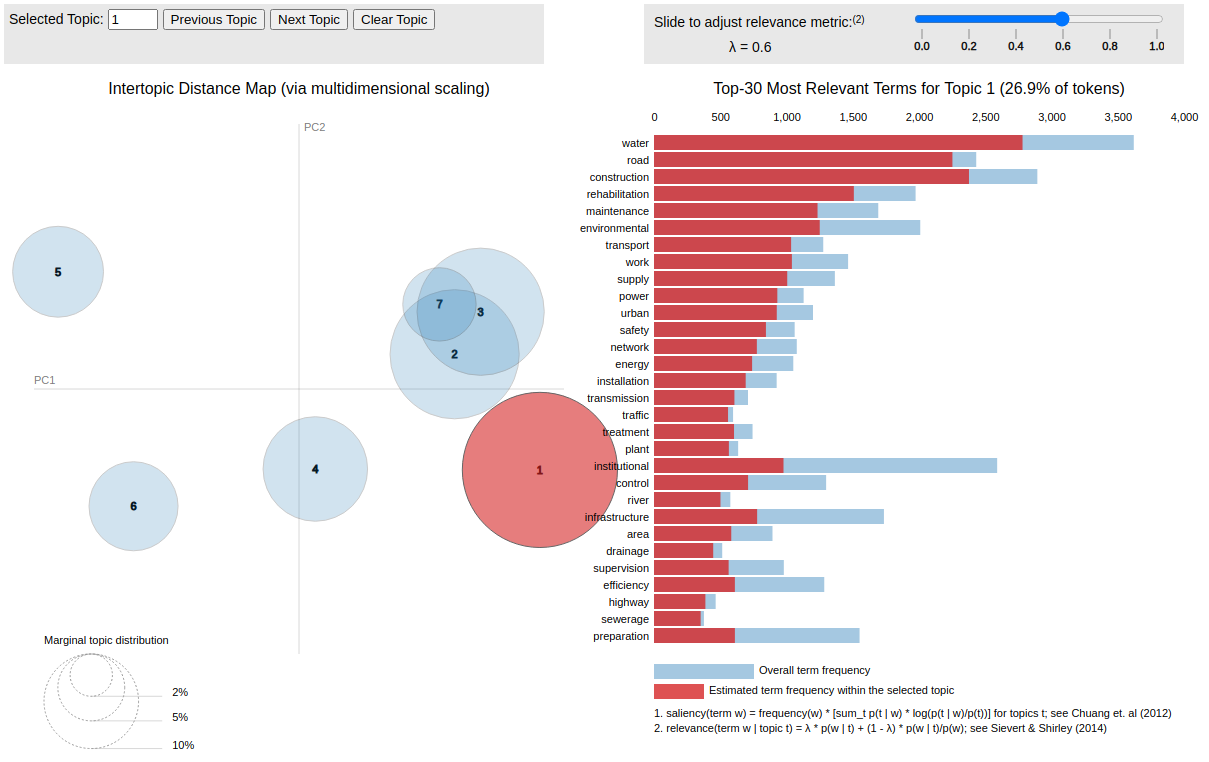 Selected Topic: 1 Previous Topic Next Topic Clear Topic
Slide to adjust relevance metric:(2)
λ = 0.6
0.0 0.2 0.4 0.6 0.8 1.0
Intertopic Distance Map (via multidimensional scaling)
PC2
PC1
5
7
3
2
4
1
6
Marginal topic distribution
2%
5%
10%
Top-30 Most Relevant Terms for Topic 1 (26.9% of tokens)
0 500 1,000 1,500 2,000 2,500 3,000 3,500 4,000
water
road
construction
rehabilitation
maintenance
environmental
transport
work
supply
power
urban
safety
network
energy
installation
transmission
traffic
treatment
plant
institutional
control
river
infrastructure
area
drainage
supervision
efficiency
highway
sewerage
preparation
Overall term frequency
Estimated term frequency within the selected topic
1. saliency(term w) = frequency(w) * [sum_t p(t | w) * log(p(t | w)/p(t))] for topics t; see Chuang et. al (2012)
2. relevance(term w | topic t) = λ * p(w | t) + (1 - λ) * p(w | t)/p(w); see Sievert & Shirley (2014)